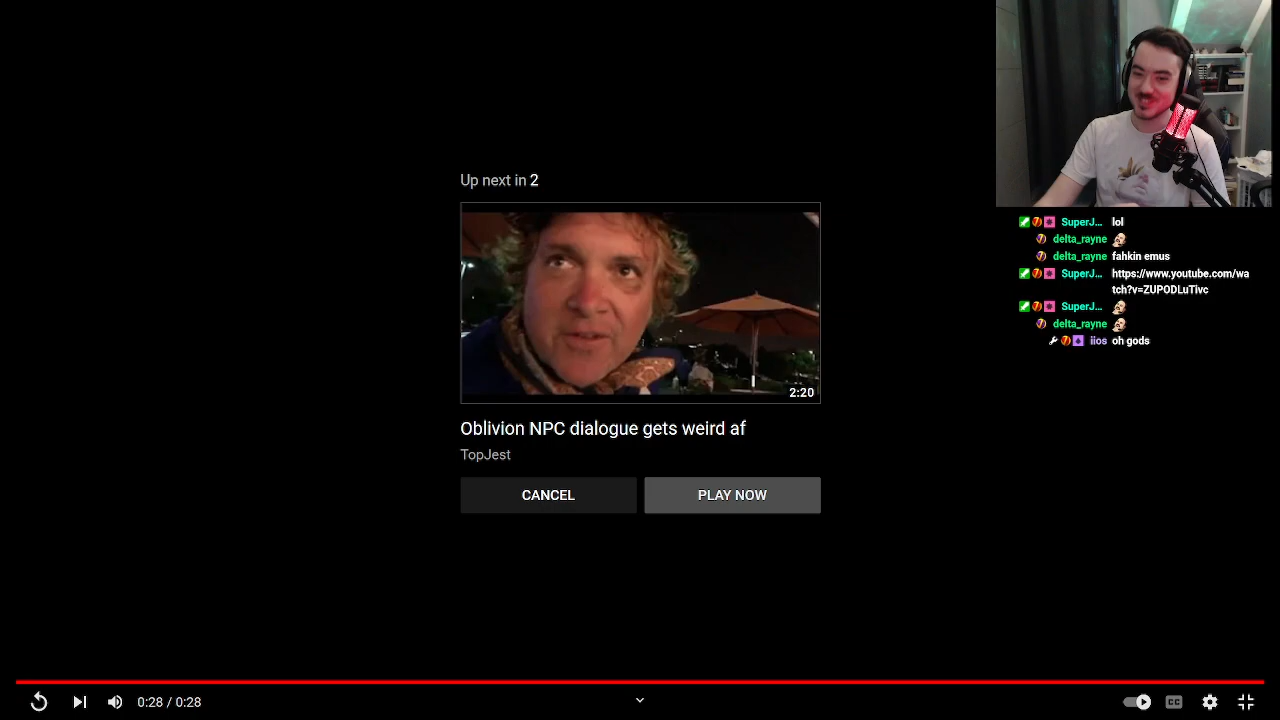 Up next in 2
2:20
Oblivion NPC dialogue gets weird af
TopJest
CANCEL
PLAY NOW
SuperJ... lol
delta_rayne
delta_rayne fahkin emus
SuperJ... https://www.youtube.com/wa
tch?v=ZUPODLuTivc
SuperJ...
delta_rayne
iios oh gods
0:28 / 0:28
CC